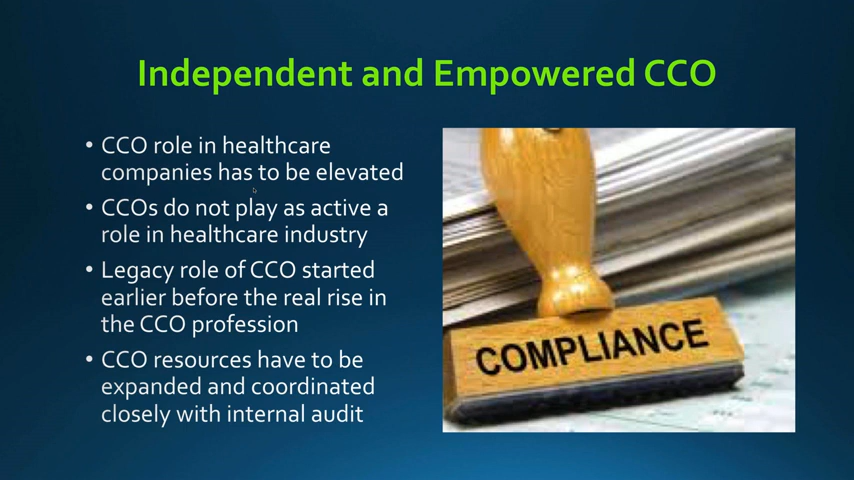 Independent and Empowered CCO
• CCO role in healthcare
companies has to be elevated
• CCOs do not play as active a
role in healthcare industry
• Legacy role of CCO started
earlier before the real rise in
the CCO profession
• CCO resources have to be
expanded and coordinated
closely with internal audit
COMPLIANCE